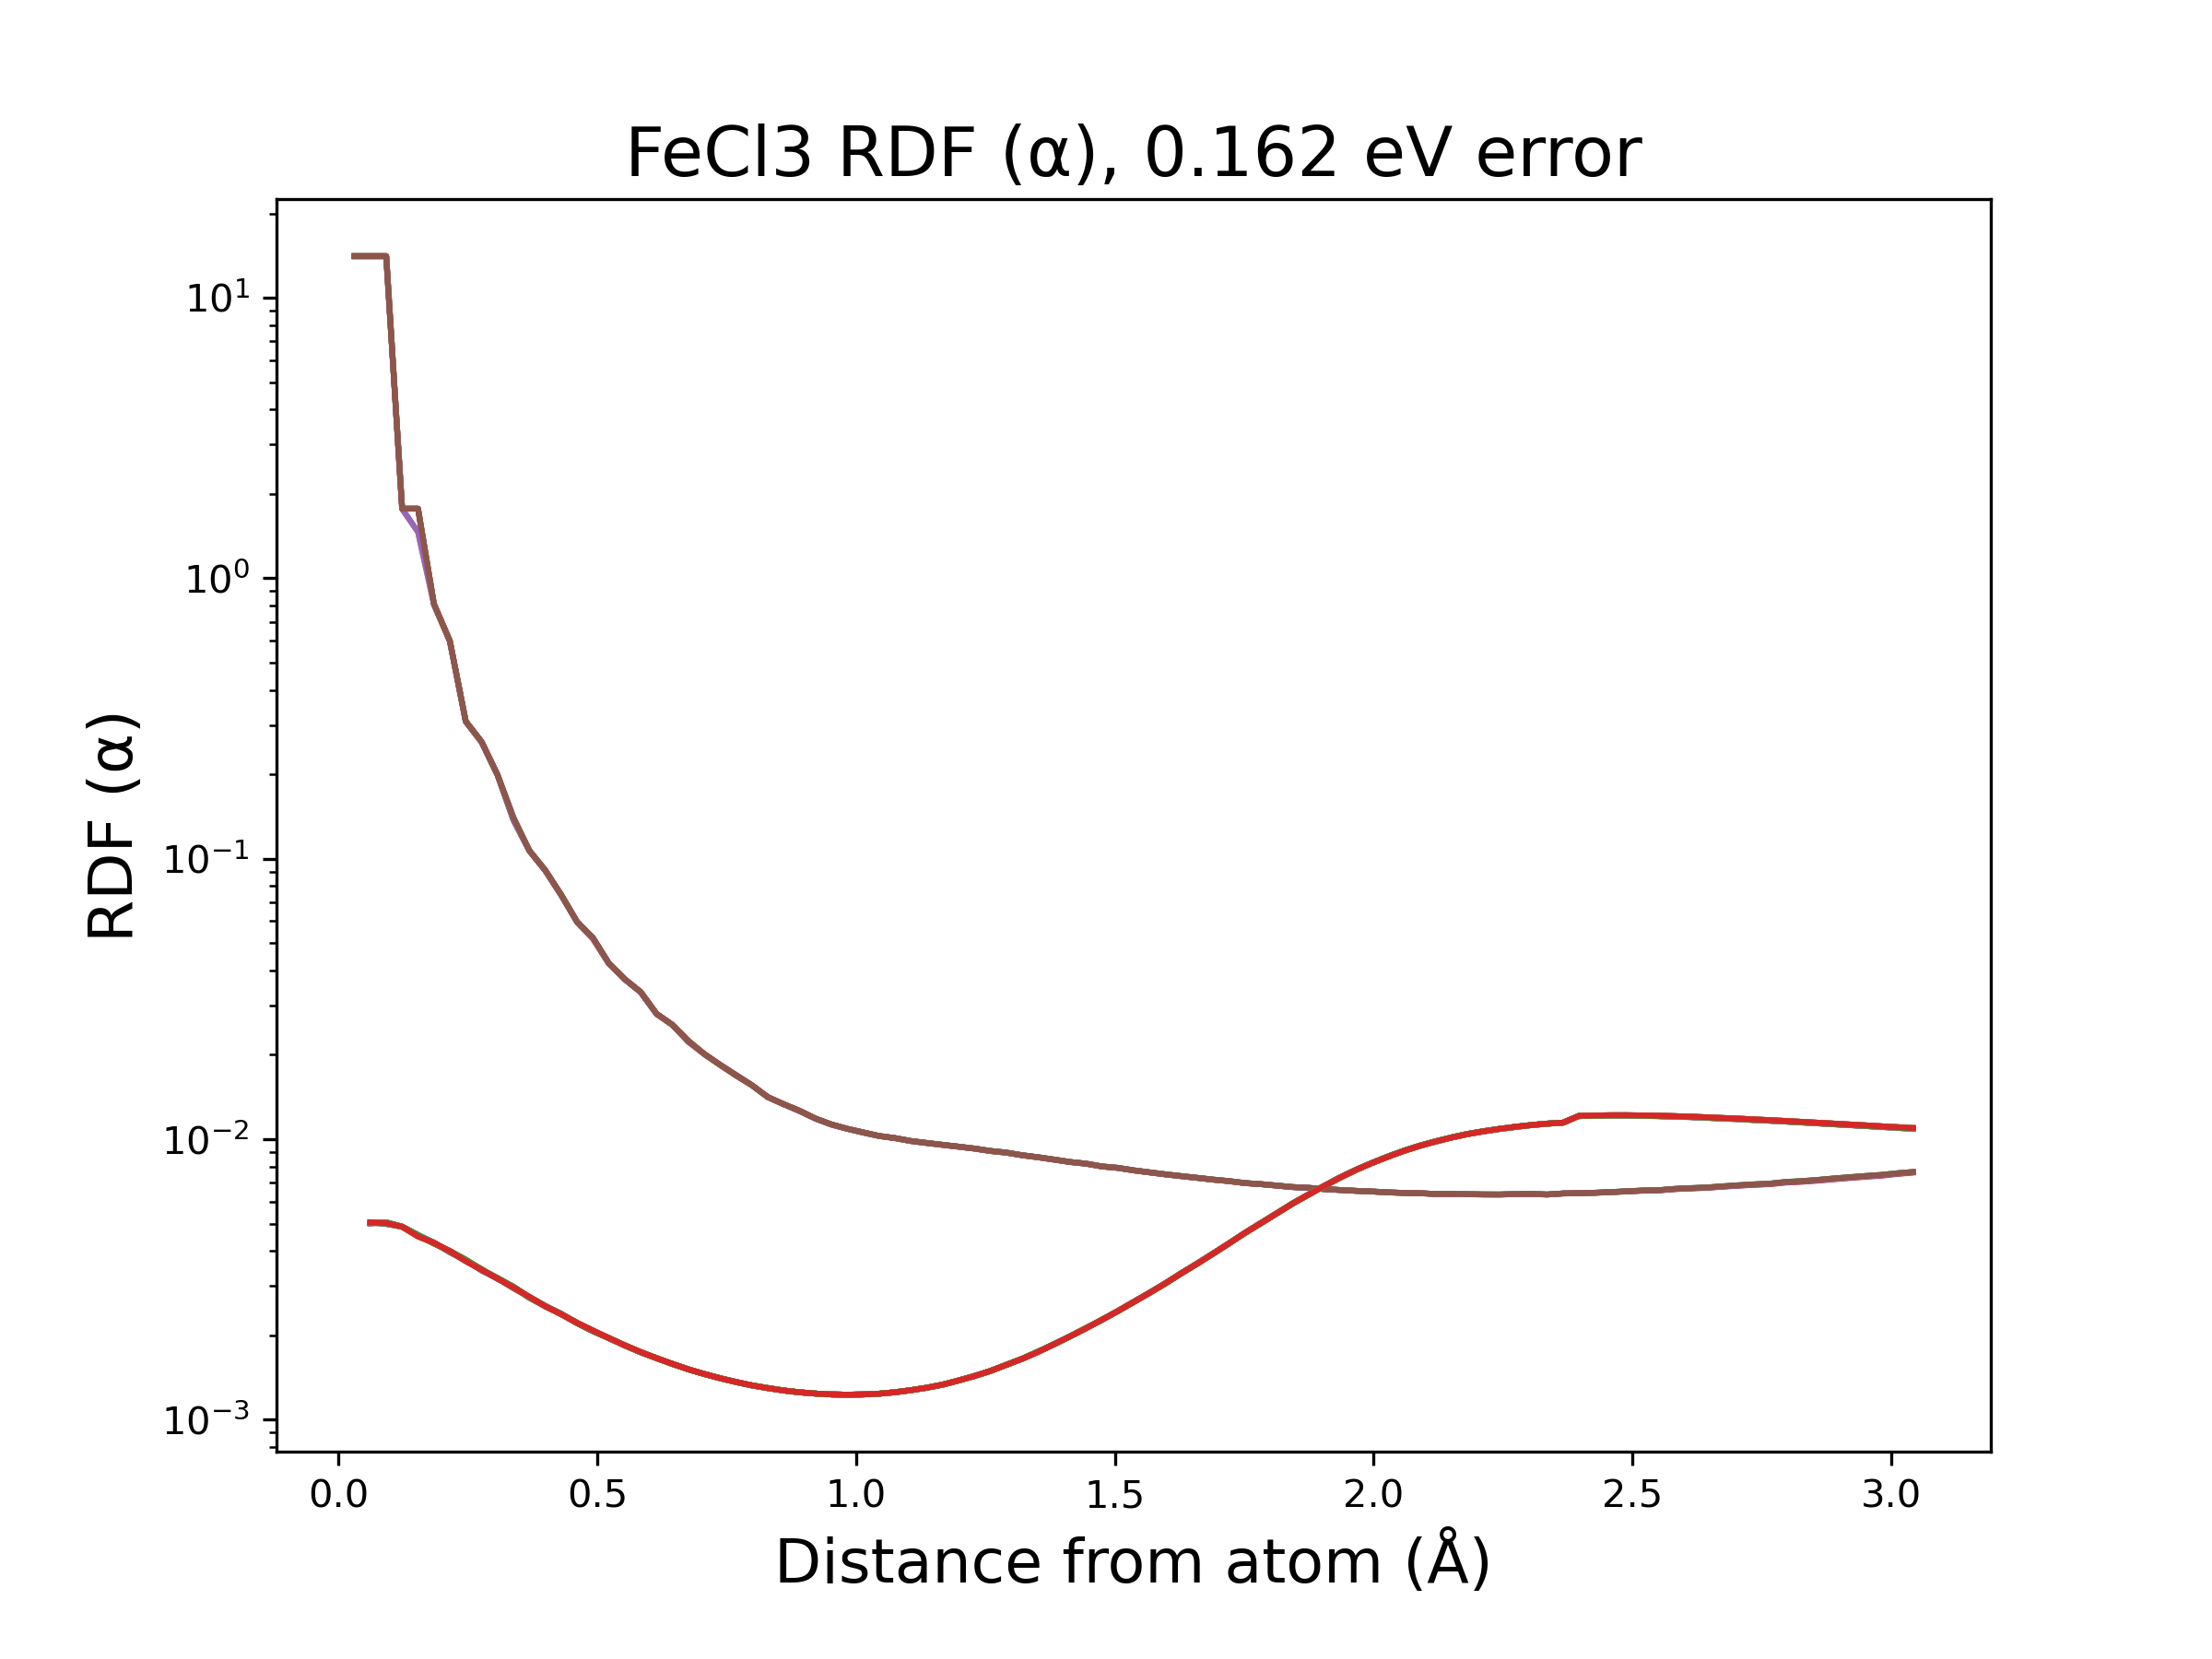 FeCl3 RDF (α), 0.162 eV error
RDF (α)
10¹
10⁰
10⁻¹
10⁻²
10⁻³
0.0 0.5 1.0 1.5 2.0 2.5 3.0
Distance from atom (Å)